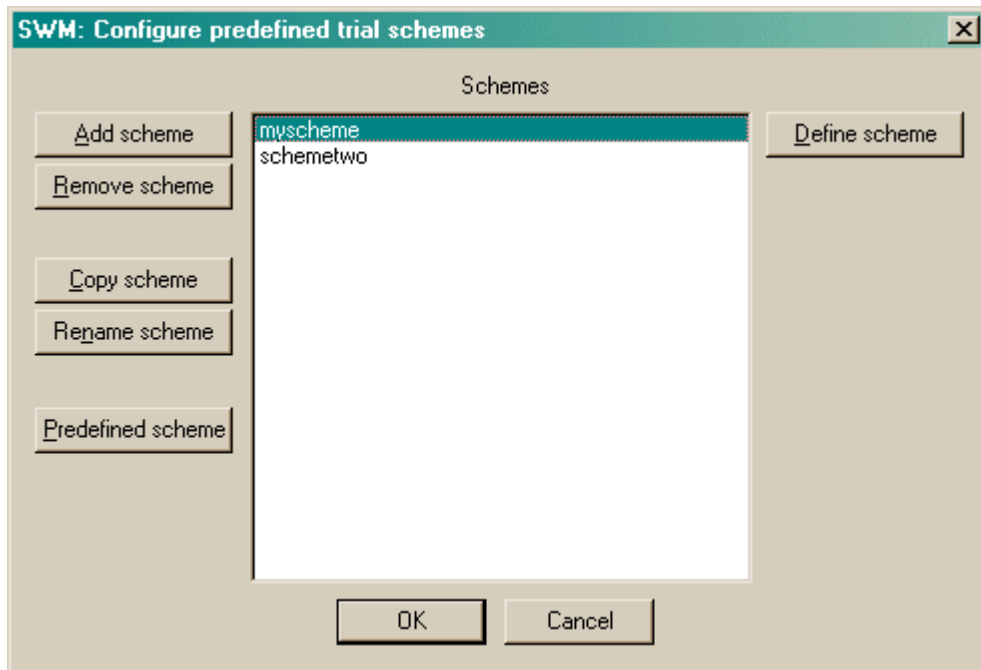 SWM: Configure predefined trial schemes
Schemes
Add scheme
Remove scheme
Copy scheme
Rename scheme
Predefined scheme
myscheme
schemetwo
Define scheme
OK
Cancel